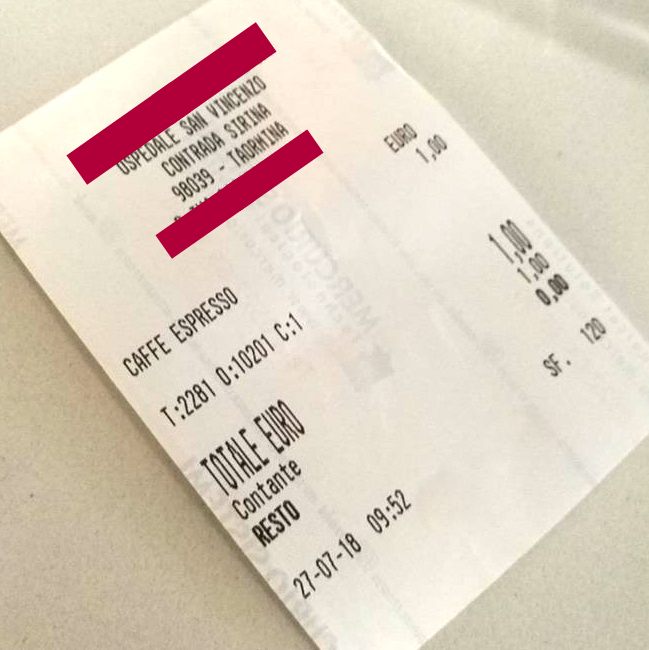 OSPEDALE SAN VINCENZO
CONTRADA SIRINA
98039 - TAORMINA
EURO
CAFFE ESPRESSO 1,00
T:2281 O:10201 C:1
TOTALE EURO 1,00
Contante 1,00
RESTO 0,00
27-07-18 09:52 SF. 120